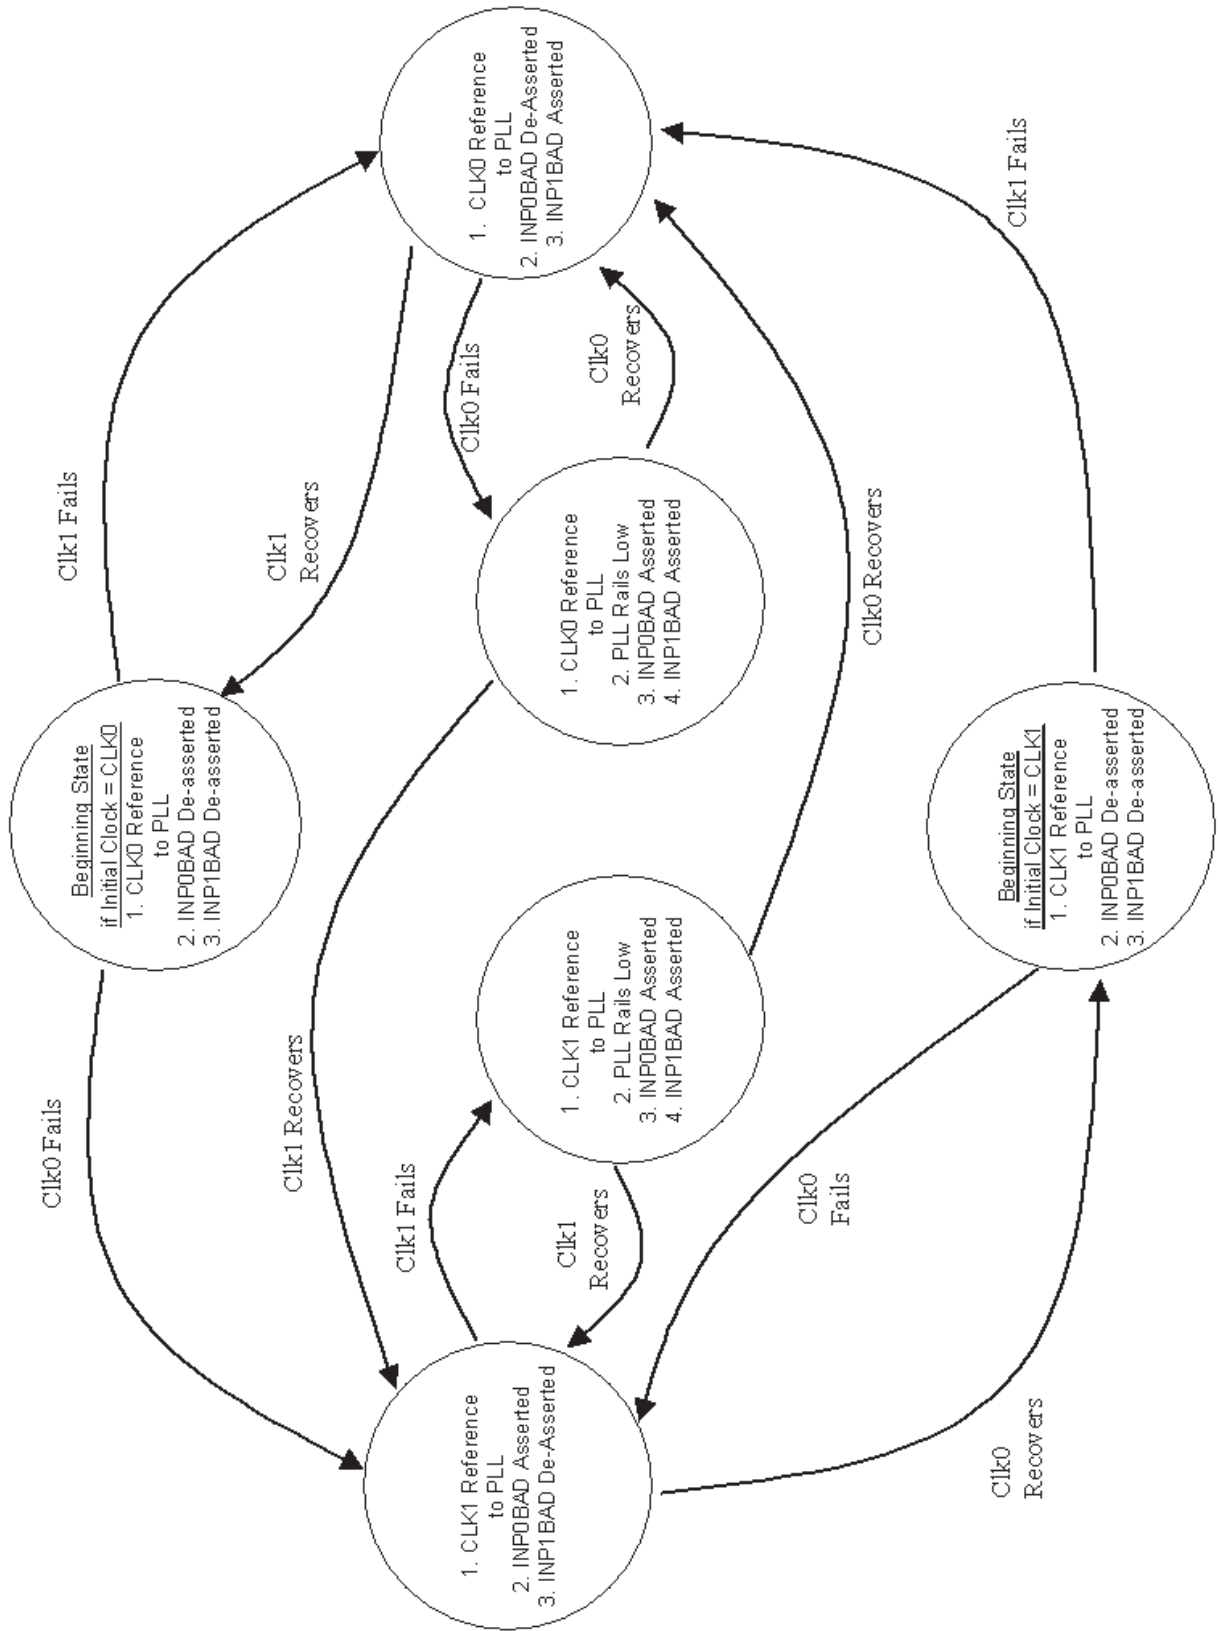 Clk0 Fails
Clk1 Fails
Beginning State
if Initial Clock = CLK0
1. CLK0 Reference
to PLL
2. INP0BAD De-asserted
3. INP1BAD De-asserted
Clk1 Recovers
Clk1
Recovers
Clk1 Fails
1. CLK1 Reference
to PLL
2. INP0BAD Asserted
3. INP1BAD De-Asserted
Clk0 Fails
1. CLK0 Reference
to PLL
2. INP0BAD De-Asserted
3. INP1BAD Asserted
Clk1
Recovers
1. CLK1 Reference
to PLL
2. PLL Rails Low
3. INP0BAD Asserted
4. INP1BAD Asserted
1. CLK0 Reference
to PLL
2. PLL Rails Low
3. INP0BAD Asserted
4. INP1BAD Asserted
Clk0
Recovers
Clk0
Fails
Clk0 Recovers
Clk0
Recovers
Beginning State
if Initial Clock = CLK1
1. CLK1 Reference
to PLL
2. INP0BAD De-asserted
3. INP1BAD De-asserted
Clk1 Fails